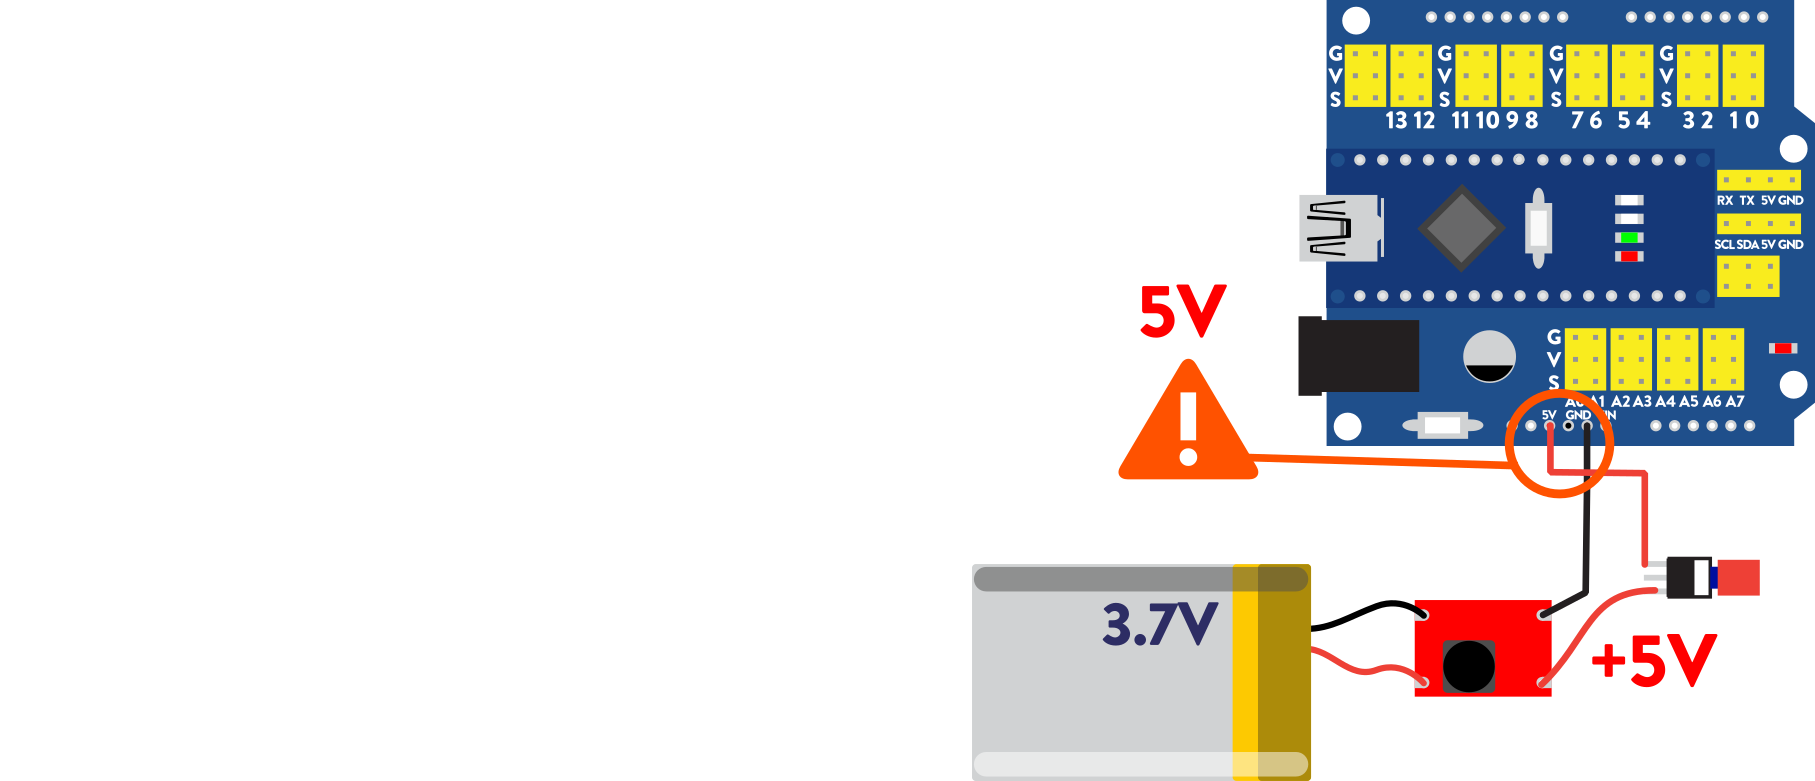 G G G G
V V V V
S S S S
13 12 11 10 9 8 7 6 5 4 3 2 1 0
RX TX 5V GND
SCL SDA 5V GND
5V
G
V
S
A0 A1 A2 A3 A4 A5 A6 A7
5V GND
3.7V
+5V